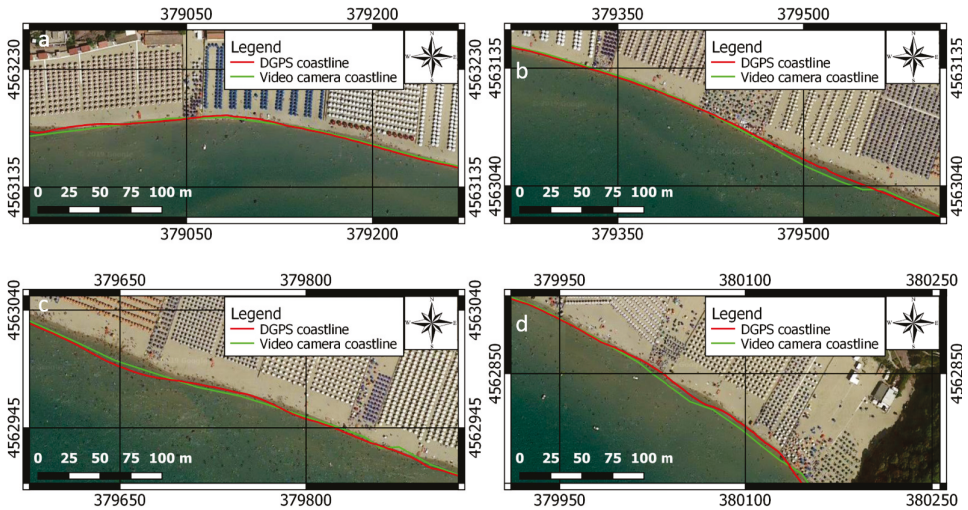 379050 379200
a
4563230
4563135
Legend
DGPS coastline
Video camera coastline
N
W E
S
0 25 50 75 100 m
4563230
4563135
379050 379200
379350 379500
b
4563135
4563040
Legend
DGPS coastline
Video camera coastline
N
W E
S
0 25 50 75 100 m
4563135
4563040
379350 379500
379650 379800
c
4563040
4562945
Legend
DGPS coastline
Video camera coastline
N
W E
S
0 25 50 75 100 m
4563040
4562945
379650 379800
379950 380100 380250
d
4562850
Legend
DGPS coastline
Video camera coastline
N
W E
S
0 25 50 75 100 m
4562850
379950 380100 380250